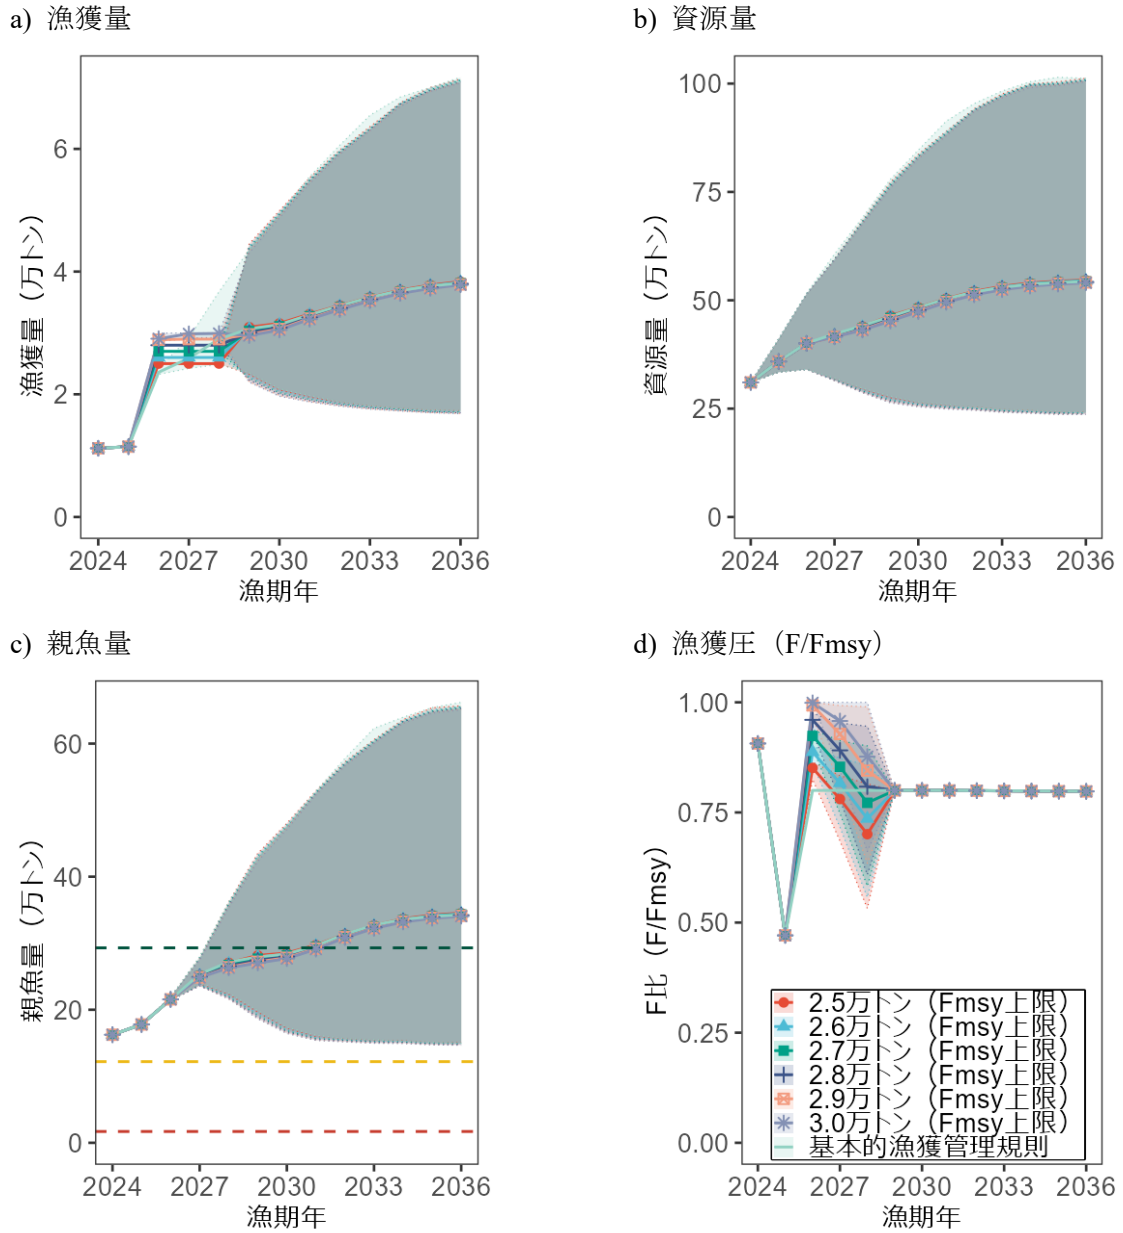 a) 漁獲量
漁獲量（万トン）
6
4
2
0
2024 2027 2030 2033 2036
漁期年
b) 資源量
資源量（万トン）
100
75
50
25
0
2024 2027 2030 2033 2036
漁期年
c) 親魚量
親魚量（万トン）
60
40
20
0
2024 2027 2030 2033 2036
漁期年
d) 漁獲圧（F/Fmsy）
F比（F/Fmsy）
1.00
0.75
0.50
0.25
0.00
2.5万トン（Fmsy上限）
2.6万トン（Fmsy上限）
2.7万トン（Fmsy上限）
2.8万トン（Fmsy上限）
2.9万トン（Fmsy上限）
3.0万トン（Fmsy上限）
基本的漁獲管理規則
2024 2027 2030 2033 2036
漁期年